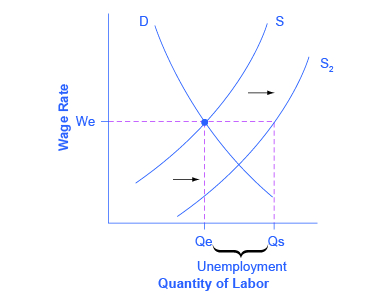 D
S
S2
We
Wage Rate
Qe
Qs
Unemployment
Quantity of Labor